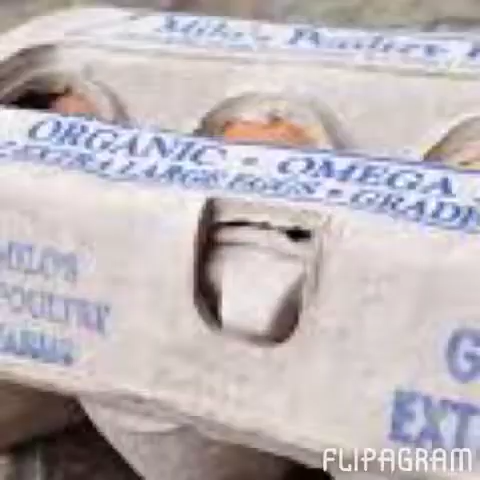 Milo's Poultry
ORGANIC • OMEGA
EXTRA LARGE EGGS • GRADE
MILO'S
POULTRY
FARMS
G
EXT
FLIPAGRAM